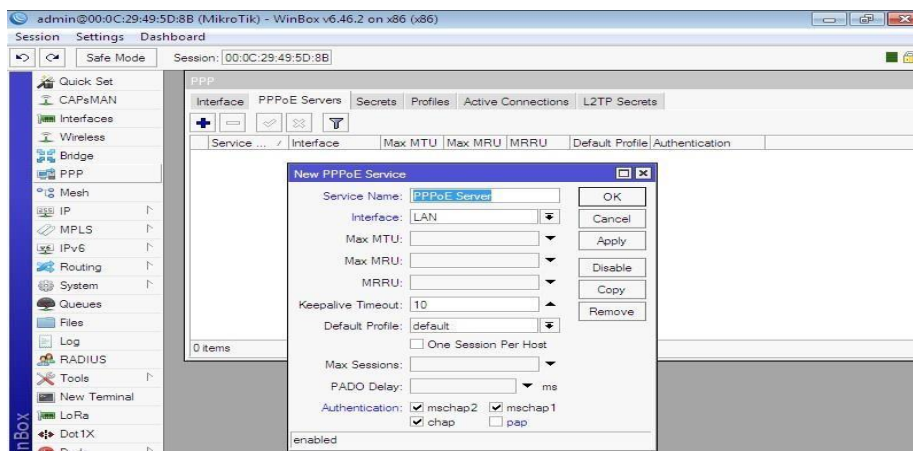 admin@00:0C:29:49:5D:8B (MikroTik) - WinBox v6.46.2 on x86 (x86)
Session Settings Dashboard
Safe Mode Session: 00:0C:29:49:5D:8B
Quick Set
CAPsMAN
Interfaces
Wireless
Bridge
PPP
Mesh
IP
MPLS
IPv6
Routing
System
Queues
Files
Log
RADIUS
Tools
New Terminal
LoRa
Dot1X
PPP
Interface PPPoE Servers Secrets Profiles Active Connections L2TP Secrets
Service ... Interface Max MTU Max MRU MRRU Default Profile Authentication
0 items
New PPPoE Service
Service Name: PPPoE Server
Interface: LAN
Max MTU:
Max MRU:
MRRU:
Keepalive Timeout: 10
Default Profile: default
One Session Per Host
Max Sessions:
PADO Delay: ms
Authentication: mschap2 mschap1
chap pap
enabled
OK
Cancel
Apply
Disable
Copy
Remove